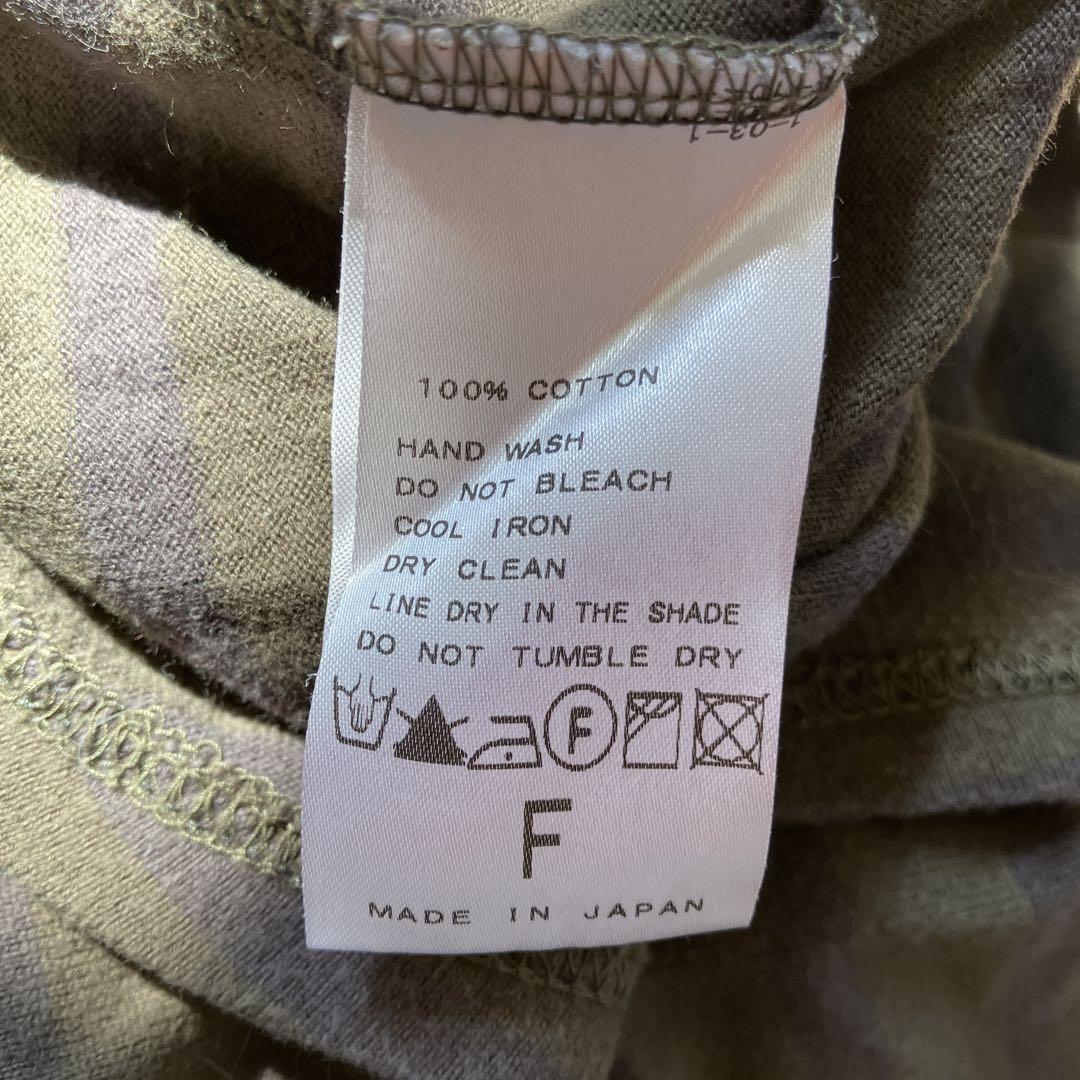 100% COTTON
HAND WASH
DO NOT BLEACH
COOL IRON
DRY CLEAN
LINE DRY IN THE SHADE
DO NOT TUMBLE DRY
F
F
MADE IN JAPAN